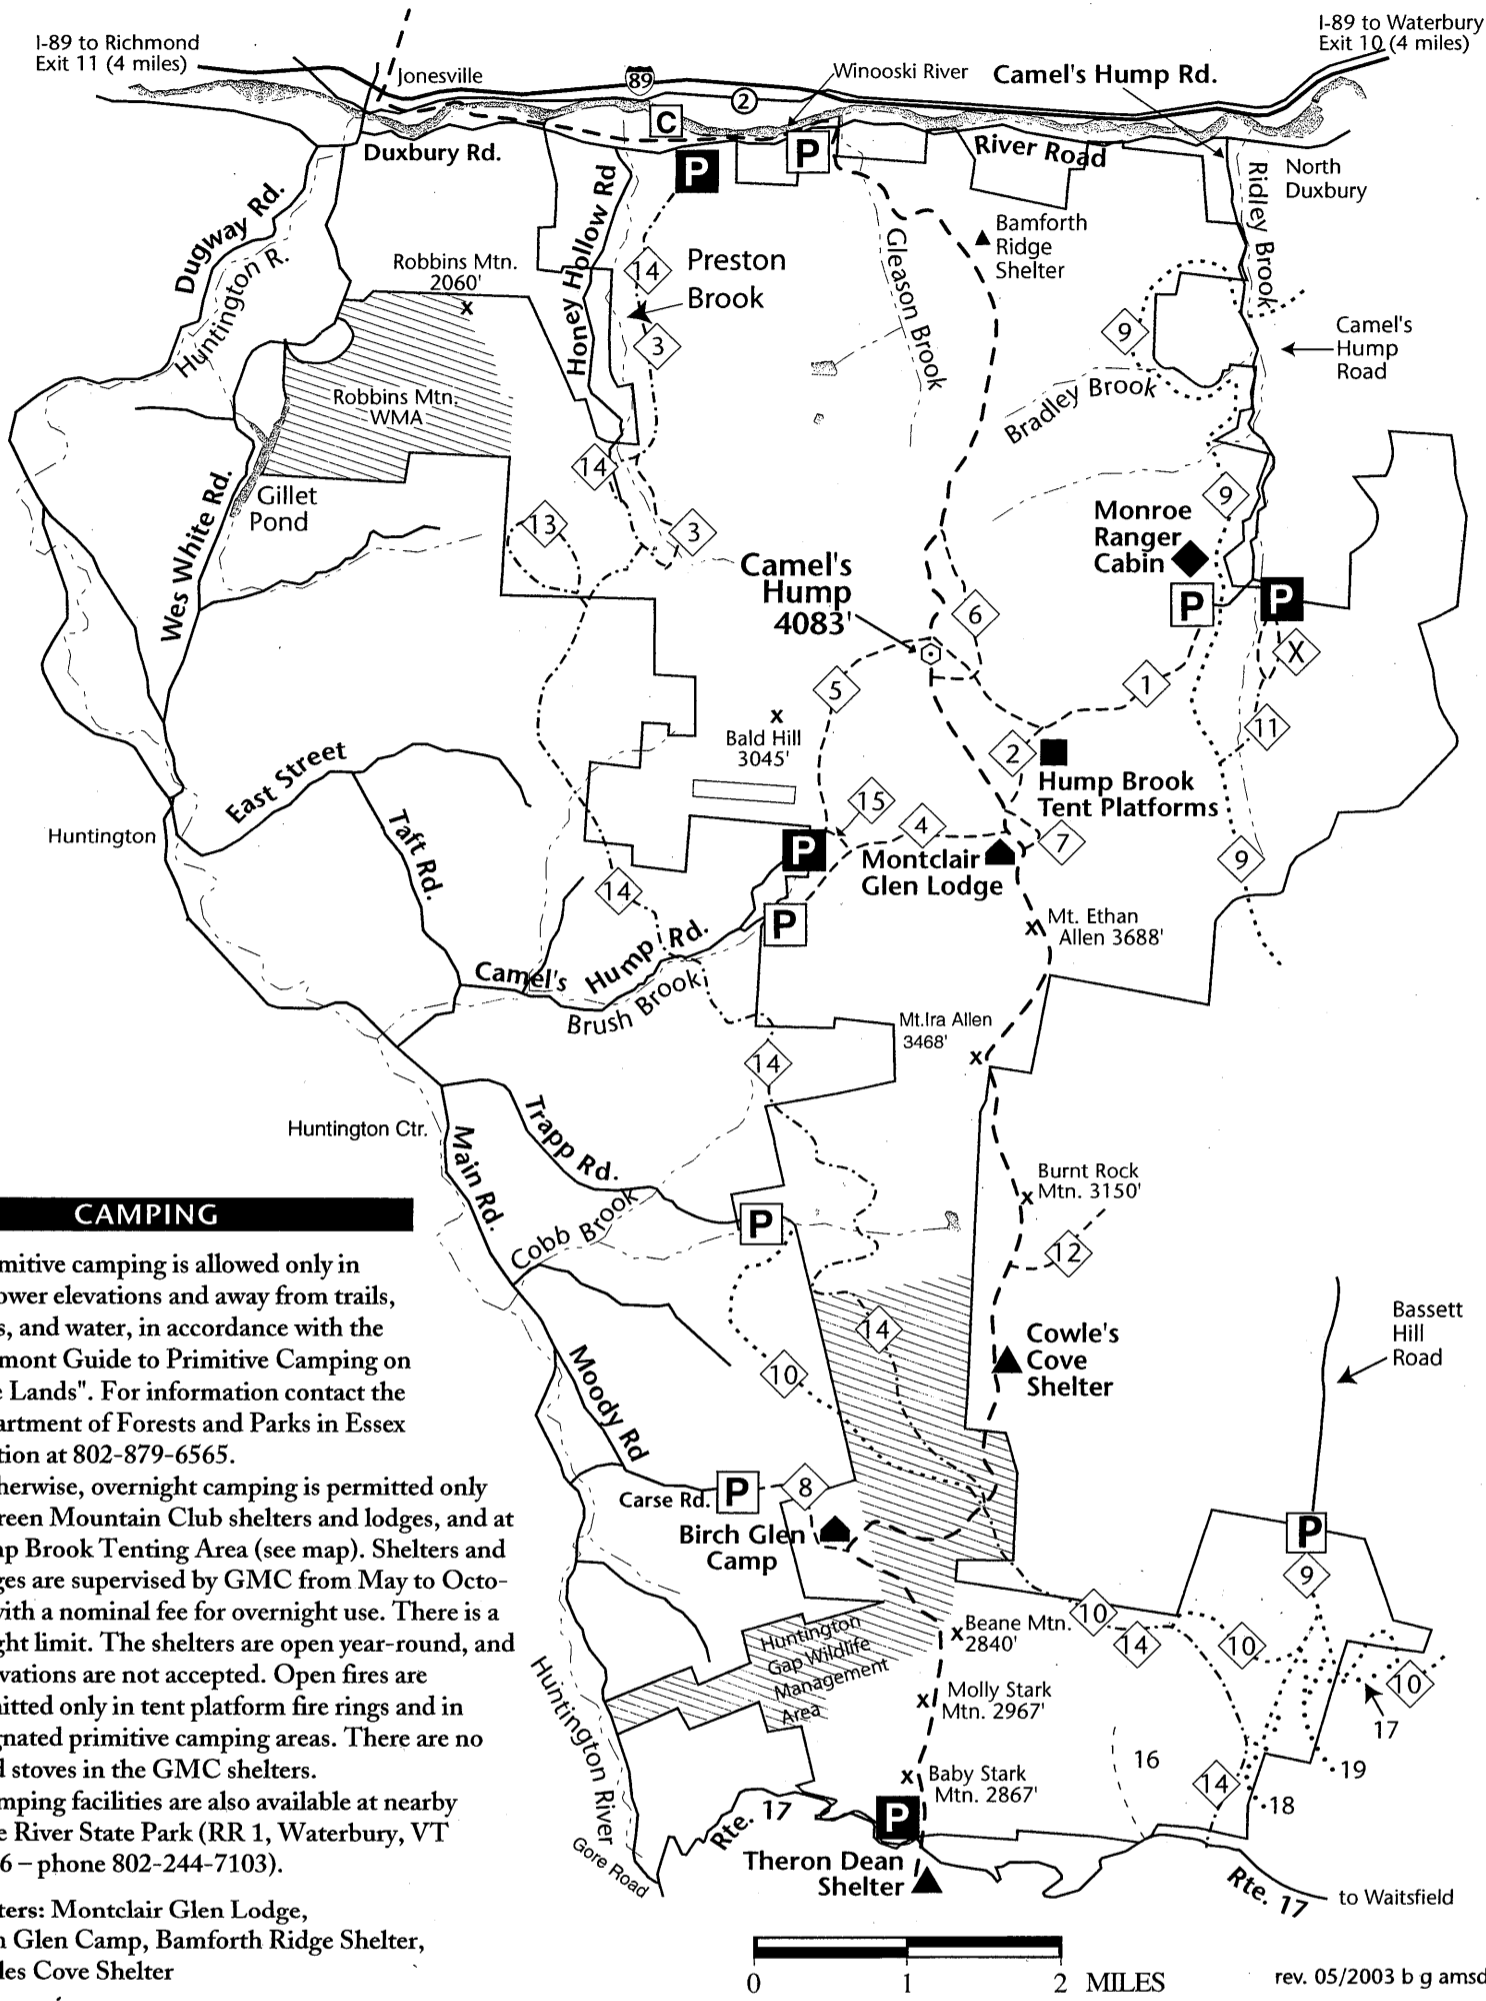 I-89 to Richmond
Exit 11 (4 miles)
I-89 to Waterbury
Exit 10 (4 miles)
Jonesville
89
2
Winooski River
Camel's Hump Rd.
C
P
P
Duxbury Rd.
River Road
North
Duxbury
Dugway Rd.
Huntington R.
Honey Hollow Rd
Ridley Brook
Bamforth
Ridge
Shelter
Gleason Brook
Robbins Mtn.
2060'
x
14
Preston
Brook
3
9
Camel's
Hump
Road
Robbins Mtn.
WMA
Bradley Brook
14
Gillet
Pond
13
3
9
Monroe
Ranger
Cabin
Wes White Rd.
Camel's
Hump
4083'
6
P
P
X
5
1
11
x
Bald Hill
3045'
2
Hump Brook
Tent Platforms
East Street
Taft Rd.
Huntington
15
4
7
P
Montclair
Glen Lodge
9
14
P
x
Mt. Ethan
Allen 3688'
Camel's Hump Rd.
Brush Brook
Mt.Ira Allen
3468'
x
14
Huntington Ctr.
Main Rd.
Trapp Rd.
Burnt Rock
x Mtn. 3150'
Cobb Brook
P
12
14
Cowle's
Cove
Shelter
Bassett
Hill
Road
10
Moody Rd
Carse Rd.
P
8
Birch Glen
Camp
P
9
10
14
10
10
x Beane Mtn.
2840'
Huntington
Gap Wildlife
Management
Area
x
Molly Stark
Mtn. 2967'
17
19
16
14
18
x Baby Stark
Mtn. 2867'
Huntington River
Gore Road
Rte. 17
P
Theron Dean
Shelter
Rte. 17
to Waitsfield
CAMPING
mitive camping is allowed only in
ower elevations and away from trails,
s, and water, in accordance with the
mont Guide to Primitive Camping on
e Lands". For information contact the
artment of Forests and Parks in Essex
tion at 802-879-6565.
herwise, overnight camping is permitted only
reen Mountain Club shelters and lodges, and at
np Brook Tenting Area (see map). Shelters and
ges are supervised by GMC from May to Octo-
with a nominal fee for overnight use. There is a
ght limit. The shelters are open year-round, and
vations are not accepted. Open fires are
nitted only in tent platform fire rings and in
gnated primitive camping areas. There are no
d stoves in the GMC shelters.
mping facilities are also available at nearby
e River State Park (RR 1, Waterbury, VT
6 – phone 802-244-7103).
ters: Montclair Glen Lodge,
h Glen Camp, Bamforth Ridge Shelter,
les Cove Shelter
0 1 2 MILES
rev. 05/2003 b g amsd